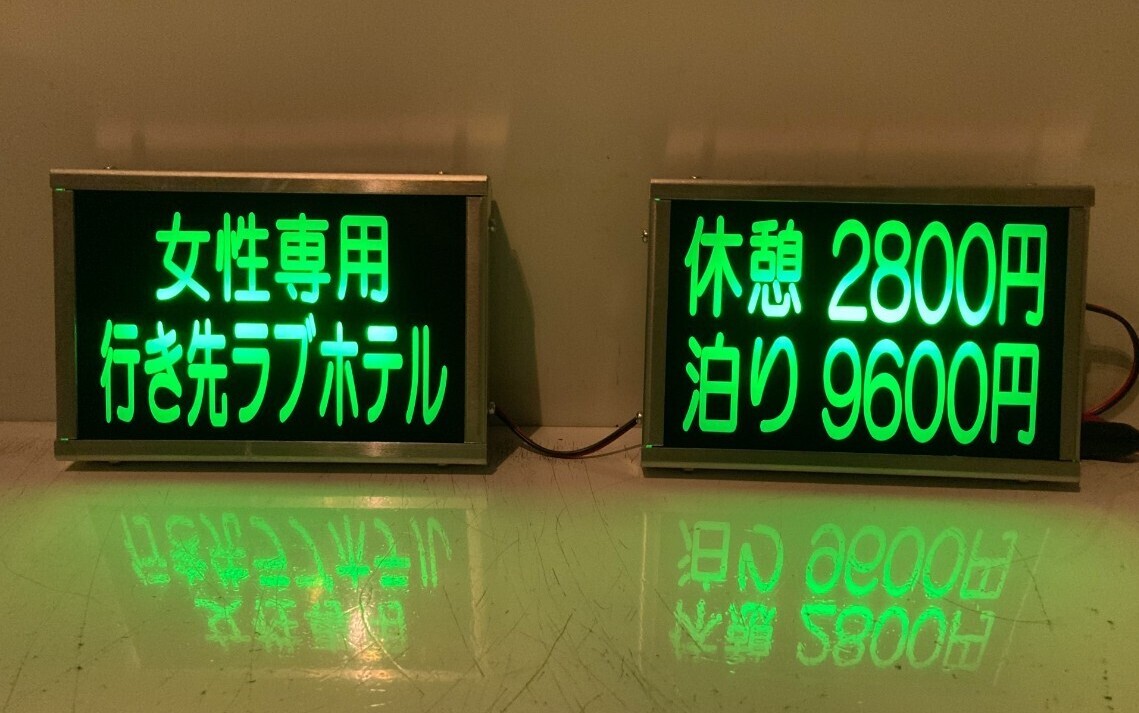 女性専用
行き先ラブホテル
休憩 2800円
泊り 9600円